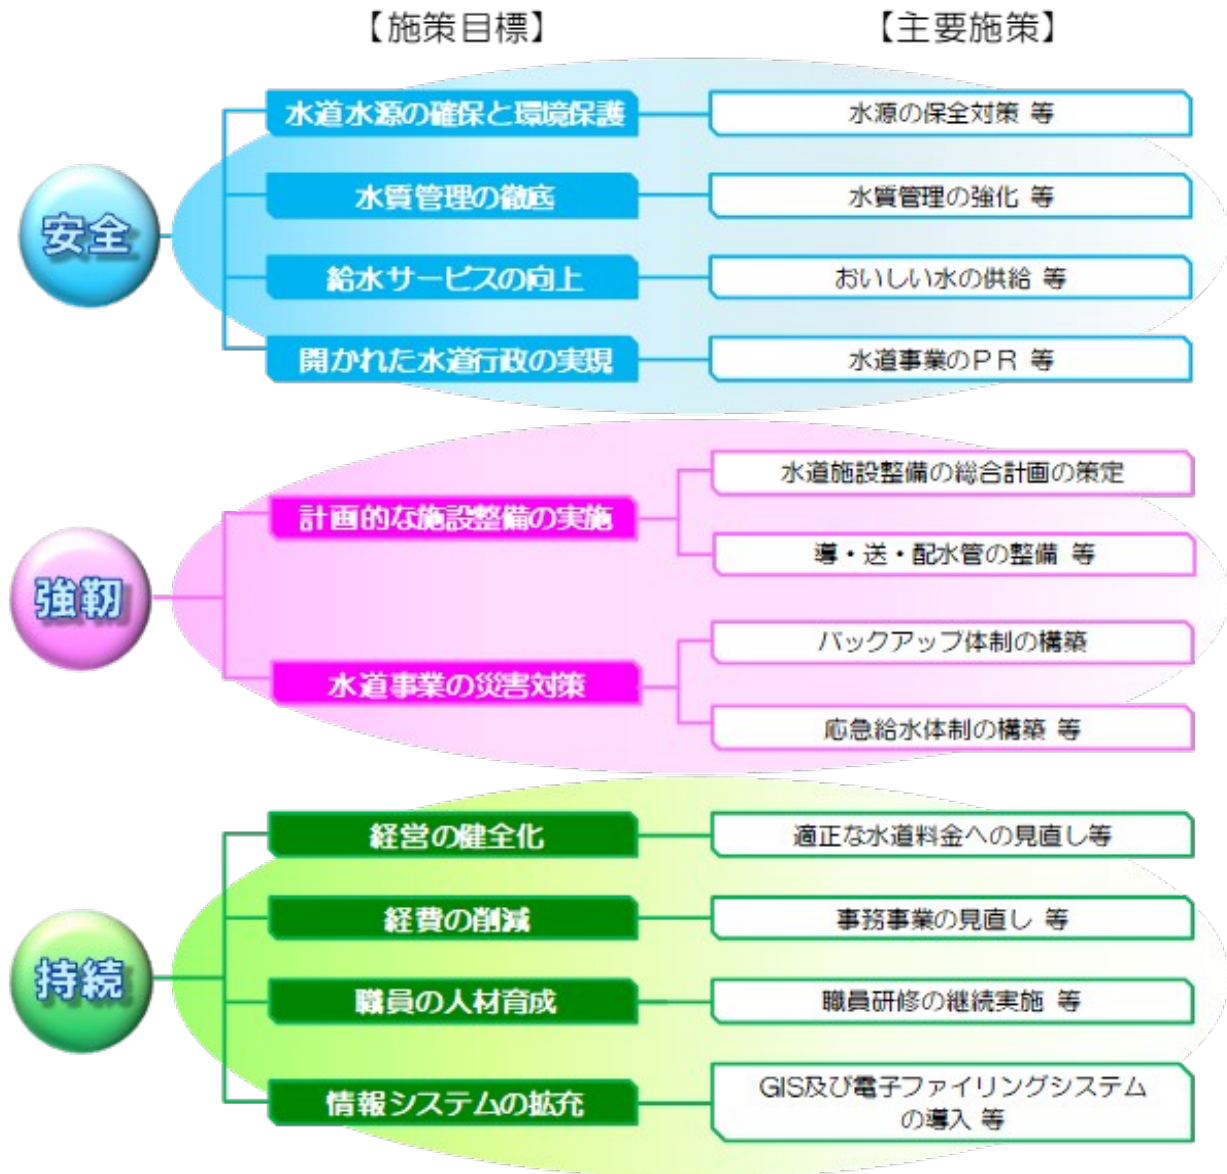 【施策目標】
【主要施策】
安全
水道水源の確保と環境保護
水源の保全対策 等
水質管理の徹底
水質管理の強化 等
給水サービスの向上
おいしい水の供給 等
開かれた水道行政の実現
水道事業のPR 等
強靭
計画的な施設整備の実施
水道施設整備の総合計画の策定
導・送・配水管の整備 等
水道事業の災害対策
バックアップ体制の構築
応急給水体制の構築 等
持続
経営の健全化
適正な水道料金への見直し等
経費の削減
事務事業の見直し 等
職員の人材育成
職員研修の継続実施 等
情報システムの拡充
GIS及び電子ファイリングシステム
の導入 等